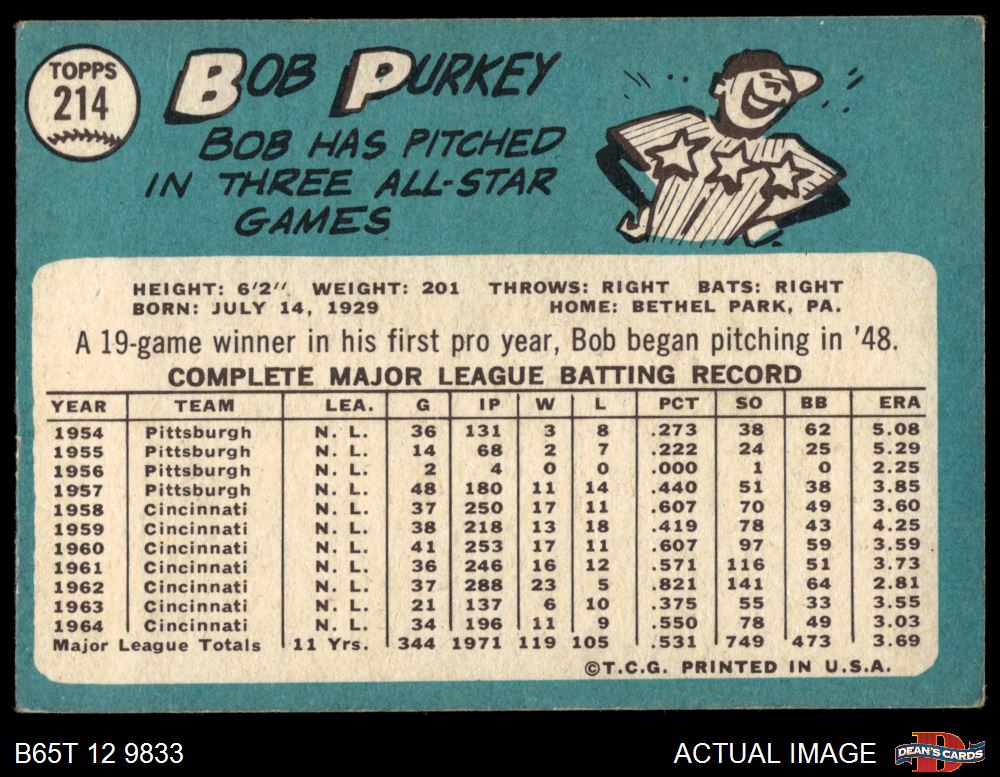 TOPPS
214
BOB PURKEY
BOB HAS PITCHED
IN THREE ALL-STAR
GAMES
HEIGHT: 6'2" WEIGHT: 201 THROWS: RIGHT BATS: RIGHT
BORN: JULY 14, 1929 HOME: BETHEL PARK, PA.
A 19-game winner in his first pro year, Bob began pitching in '48.
COMPLETE MAJOR LEAGUE BATTING RECORD
YEAR TEAM LEA. G IP W L PCT SO BB ERA
1954 Pittsburgh N. L. 36 131 3 8 .273 38 62 5.08
1955 Pittsburgh N. L. 14 68 2 7 .222 24 25 5.29
1956 Pittsburgh N. L. 2 4 0 0 .000 1 0 2.25
1957 Pittsburgh N. L. 48 180 11 14 .440 51 38 3.85
1958 Cincinnati N. L. 37 250 17 11 .607 70 49 3.60
1959 Cincinnati N. L. 38 218 13 18 .419 78 43 4.25
1960 Cincinnati N. L. 41 253 17 11 .607 97 59 3.59
1961 Cincinnati N. L. 36 246 16 12 .571 116 51 3.73
1962 Cincinnati N. L. 37 288 23 5 .821 141 64 2.81
1963 Cincinnati N. L. 21 137 6 10 .375 55 33 3.55
1964 Cincinnati N. L. 34 196 11 9 .550 78 49 3.03
Major League Totals 11 Yrs. 344 1971 119 105 .531 749 473 3.69
©T.C.G. PRINTED IN U.S.A.
B65T 12 9833 ACTUAL IMAGE
D
DEAN'S CARDS